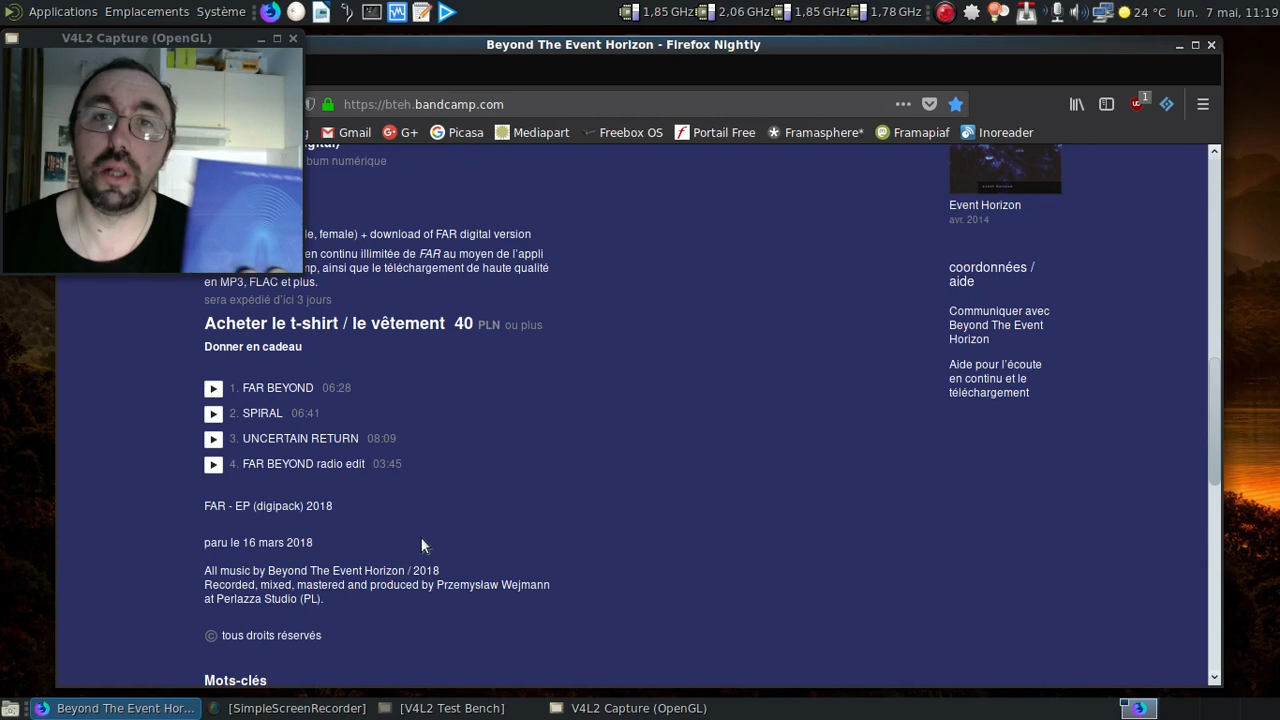 Applications Emplacements Système
1,85 GHz 2,06 GHz 1,85 GHz 1,78 GHz 24 °C lun. 7 mai, 11:19
V4L2 Capture (OpenGL)
Beyond The Event Horizon - Firefox Nightly
https://bteh.bandcamp.com
1
Gmail G+ Picasa Mediapart Freebox OS Portail Free Framasphere* Framapiaf Inoreader
bum numérique
le, female) + download of FAR digital version
en continu illimitée de FAR au moyen de l'appli
mp, ainsi que le téléchargement de haute qualité
en MP3, FLAC et plus.
sera expédié d'ici 3 jours
Acheter le t-shirt / le vêtement 40 PLN ou plus
Donner en cadeau
1. FAR BEYOND 06:28
2. SPIRAL 06:41
3. UNCERTAIN RETURN 08:09
4. FAR BEYOND radio edit 03:45
FAR - EP (digipack) 2018
paru le 16 mars 2018
All music by Beyond The Event Horizon / 2018
Recorded, mixed, mastered and produced by Przemysław Wejmann
at Perlazza Studio (PL).
© tous droits réservés
Mots-clés
event horizon
Event Horizon
avr. 2014
coordonnées /
aide
Communiquer avec
Beyond The Event
Horizon
Aide pour l'écoute
en continu et le
téléchargement
Beyond The Event Hor... [SimpleScreenRecorder] [V4L2 Test Bench] V4L2 Capture (OpenGL)